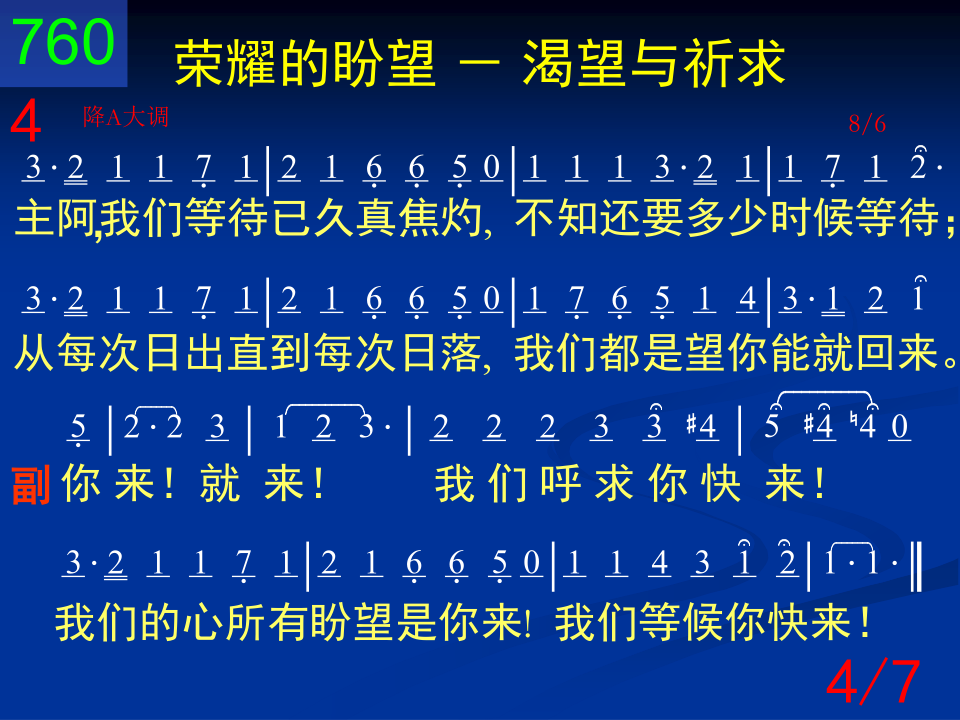 760
荣耀的盼望 － 渴望与祈求
4 降A大调 8/6
3·2 1 1 7 1|2 1 6 6 5 0|1 1 1 3·2 1|1 7 1 2·
主阿,我们等待已久真焦灼, 不知还要多少时候等待;
3·2 1 1 7 1|2 1 6 6 5 0|1 7 6 5 1 4|3·1 2 1
从每次日出直到每次日落, 我们都是望你能就回来。
5|2·2 3|1 2 3·|2 2 2 3 3 ♯4|5 ♯4 ♮4 0
副 你 来! 就 来! 我 们 呼 求 你 快 来!
3·2 1 1 7 1|2 1 6 6 5 0|1 1 4 3 1 2|1·1·‖
我们的心所有盼望是你来! 我们等候你快来!
4/7